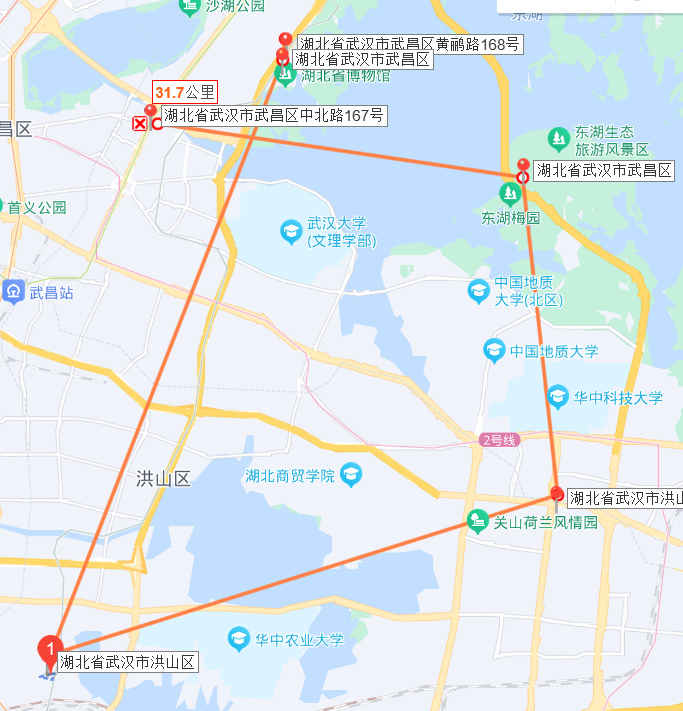 沙湖公园
东湖
湖北省武汉市武昌区黄鹂路168号
湖北省武汉市武昌区
湖北省博物馆
31.7公里
湖北省武汉市武昌区中北路167号
昌区
东湖生态
旅游风景区
湖北省武汉市武昌区
首义公园
东湖梅园
武汉大学
(文理学部)
武昌站
中国地质
大学(北区)
中国地质大学
华中科技大学
2号线
湖北商贸学院
洪山区
湖北省武汉市洪山
关山荷兰风情园
华中农业大学
1
湖北省武汉市洪山区